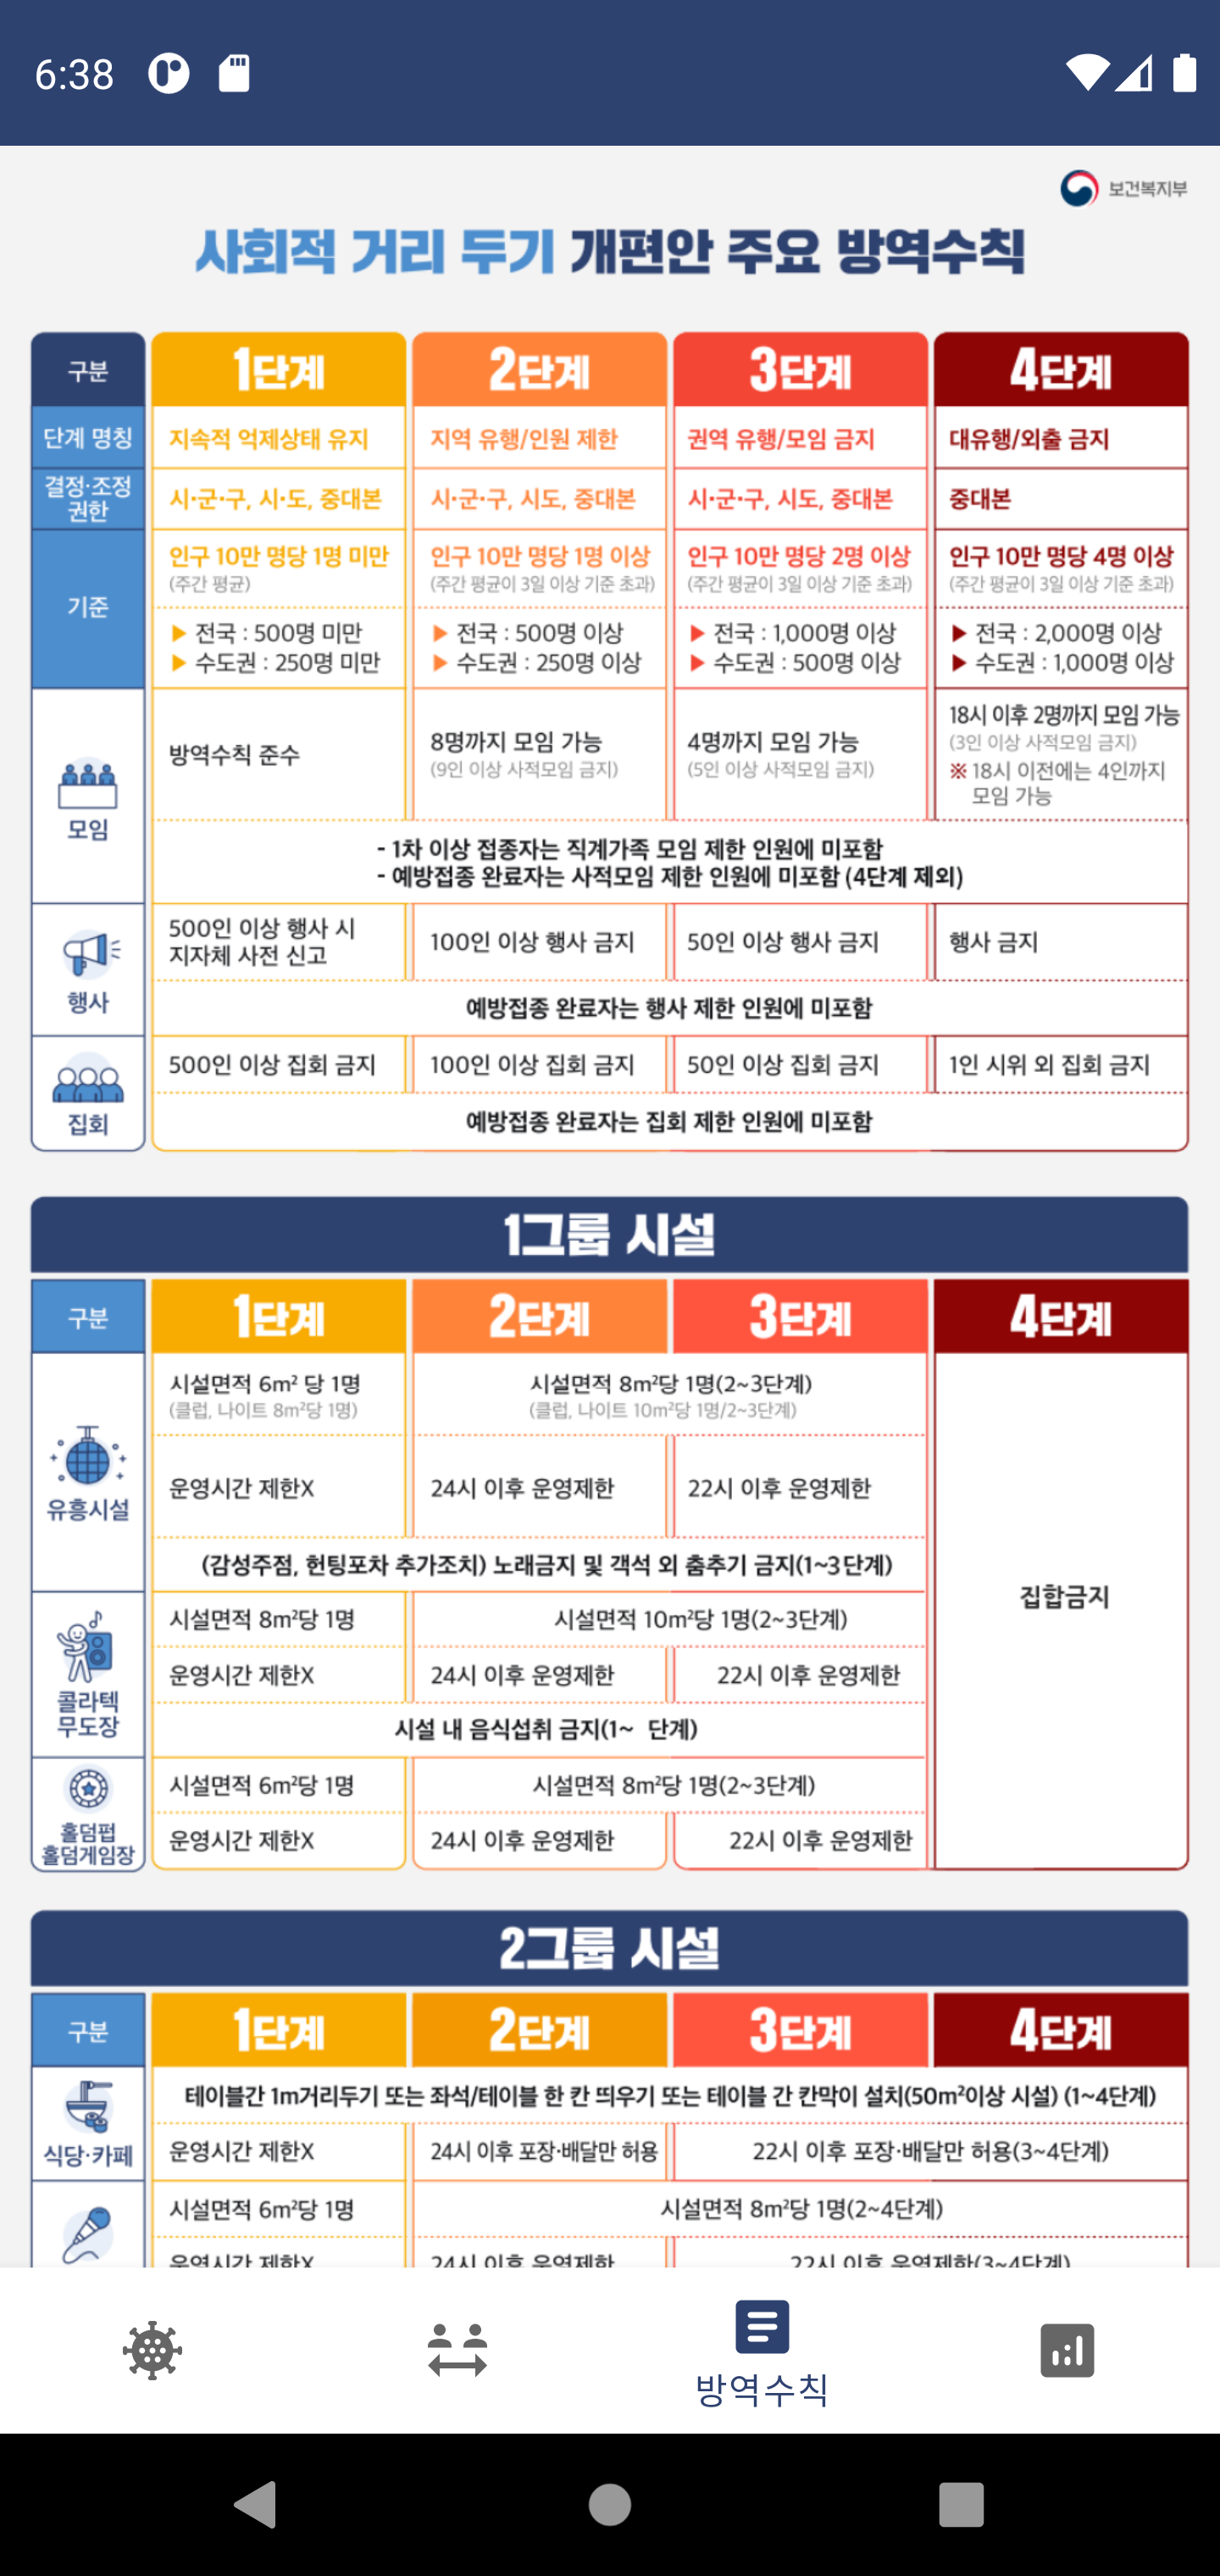 6:38
보건복지부
사회적 거리 두기 개편안 주요 방역수칙
구분 1단계 2단계 3단계 4단계
단계 명칭 지속적 억제상태 유지 지역 유행/인원 제한 권역 유행/모임 금지 대유행/외출 금지
결정·조정
권한
시·군·구, 시·도, 중대본 시·군·구, 시도, 중대본 시·군·구, 시도, 중대본 중대본
기준
인구 10만 명당 1명 미만 인구 10만 명당 1명 이상 인구 10만 명당 2명 이상 인구 10만 명당 4명 이상
(주간 평균) (주간 평균이 3일 이상 기준 초과) (주간 평균이 3일 이상 기준 초과) (주간 평균이 3일 이상 기준 초과)
▶ 전국 : 500명 미만 ▶ 전국 : 500명 이상 ▶ 전국 : 1,000명 이상 ▶ 전국 : 2,000명 이상
▶ 수도권 : 250명 미만 ▶ 수도권 : 250명 이상 ▶ 수도권 : 500명 이상 ▶ 수도권 : 1,000명 이상
모임
방역수칙 준수
8명까지 모임 가능
(9인 이상 사적모임 금지)
4명까지 모임 가능
(5인 이상 사적모임 금지)
18시 이후 2명까지 모임 가능
(3인 이상 사적모임 금지)
※ 18시 이전에는 4인까지
모임 가능
- 1차 이상 접종자는 직계가족 모임 제한 인원에 미포함
- 예방접종 완료자는 사적모임 제한 인원에 미포함 (4단계 제외)
행사
500인 이상 행사 시
지자체 사전 신고
100인 이상 행사 금지 50인 이상 행사 금지 행사 금지
예방접종 완료자는 행사 제한 인원에 미포함
집회
500인 이상 집회 금지 100인 이상 집회 금지 50인 이상 집회 금지 1인 시위 외 집회 금지
예방접종 완료자는 집회 제한 인원에 미포함
1그룹 시설
구분 1단계 2단계 3단계 4단계
유흥시설
시설면적 6m² 당 1명 시설면적 8m²당 1명(2~3단계)
(클럽, 나이트 8m²당 1명) (클럽, 나이트 10m²당 1명/2~3단계)
운영시간 제한X 24시 이후 운영제한 22시 이후 운영제한
(감성주점, 헌팅포차 추가조치) 노래금지 및 객석 외 춤추기 금지(1~3단계)
집합금지
콜라텍
무도장
시설면적 8m²당 1명 시설면적 10m²당 1명(2~3단계)
운영시간 제한X 24시 이후 운영제한 22시 이후 운영제한
시설 내 음식섭취 금지(1~ 단계)
홀덤펍
홀덤게임장
시설면적 6m²당 1명 시설면적 8m²당 1명(2~3단계)
운영시간 제한X 24시 이후 운영제한 22시 이후 운영제한
2그룹 시설
구분 1단계 2단계 3단계 4단계
식당·카페
테이블간 1m거리두기 또는 좌석/테이블 한 칸 띄우기 또는 테이블 간 칸막이 설치(50m²이상 시설) (1~4단계)
운영시간 제한X 24시 이후 포장·배달만 허용 22시 이후 포장·배달만 허용(3~4단계)
시설면적 6m²당 1명 시설면적 8m²당 1명(2~4단계)
운영시간 제한X 24시 이후 운영제한 22시 이후 운영제한(3~4단계)
방역수칙